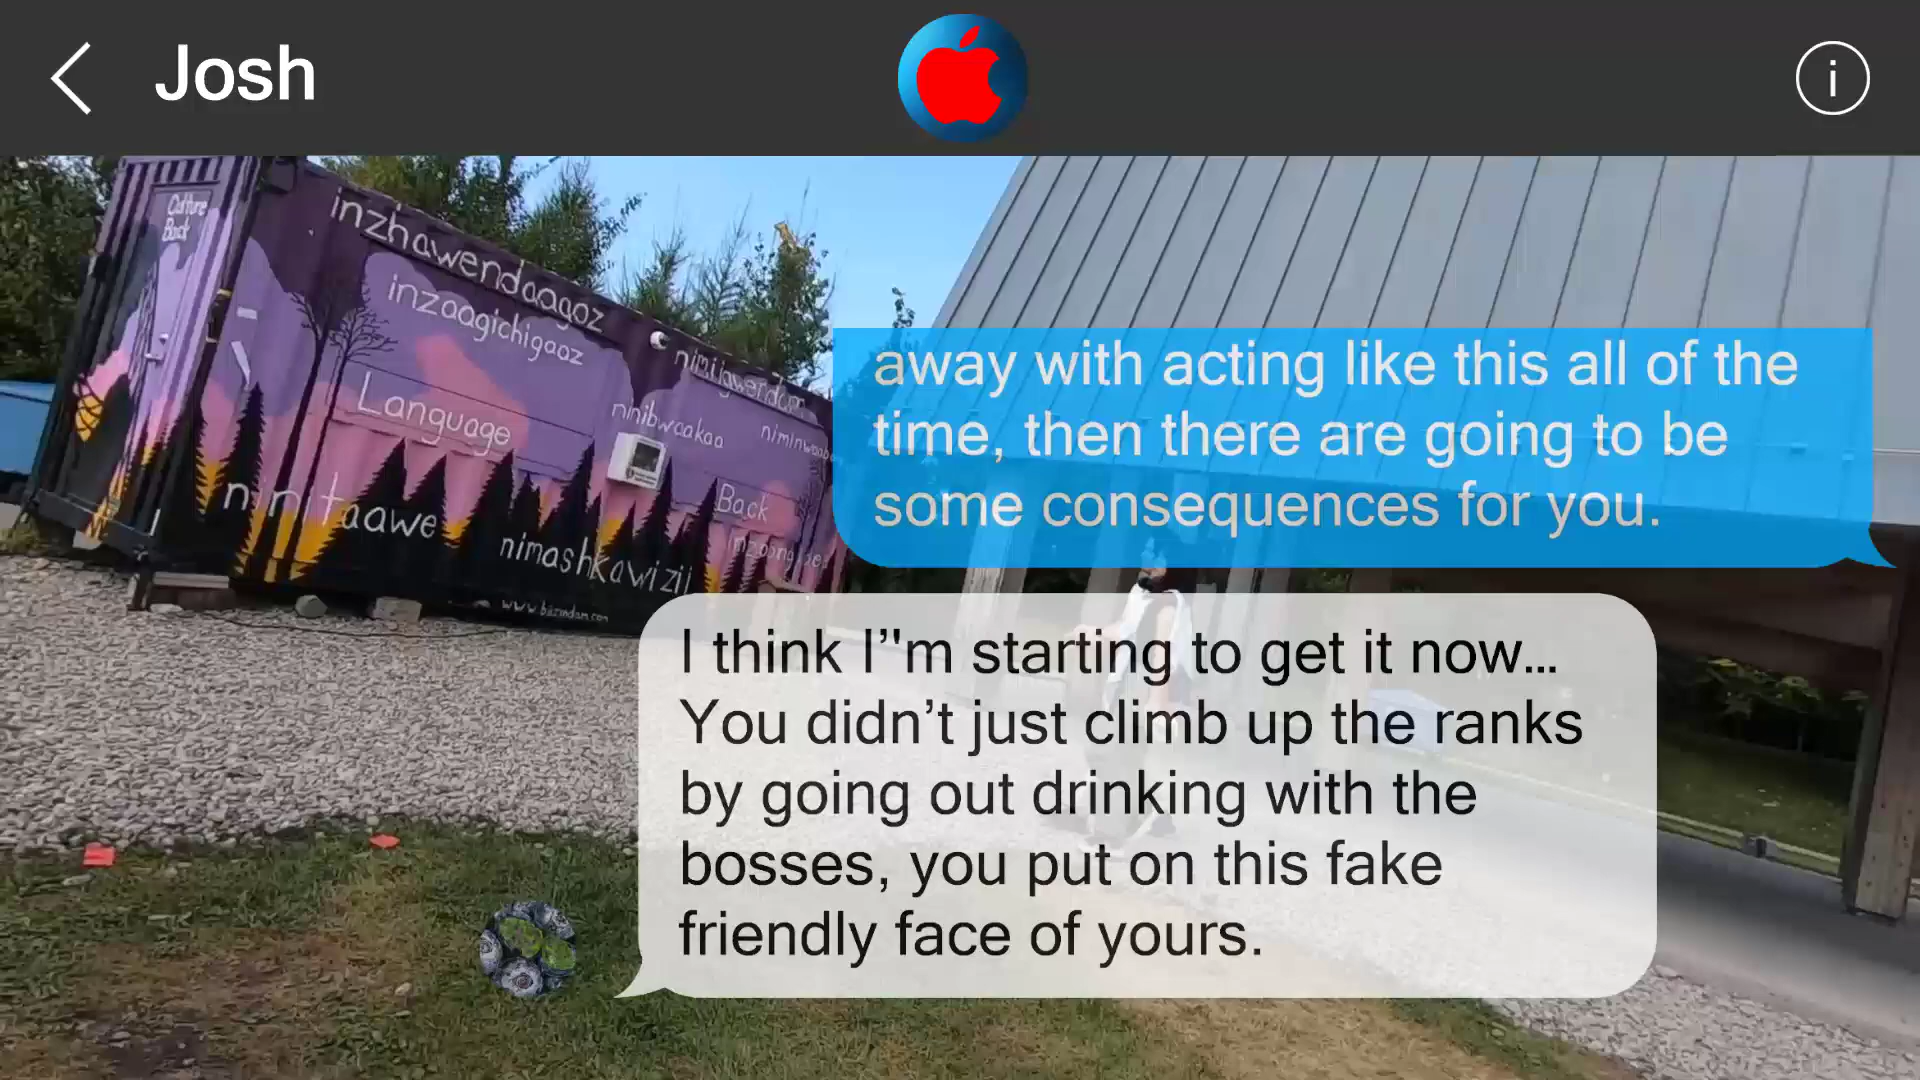 Josh
i
Culture
Back
inzhawendaagoz
inzaagichigaaz
Language
ninitaawe
nimijgwendam
ninibwaakaa
Back
nimashkawizii
away with acting like this all of the
time, then there are going to be
some consequences for you.
I think I’'m starting to get it now...
You didn’t just climb up the ranks
by going out drinking with the
bosses, you put on this fake
friendly face of yours.